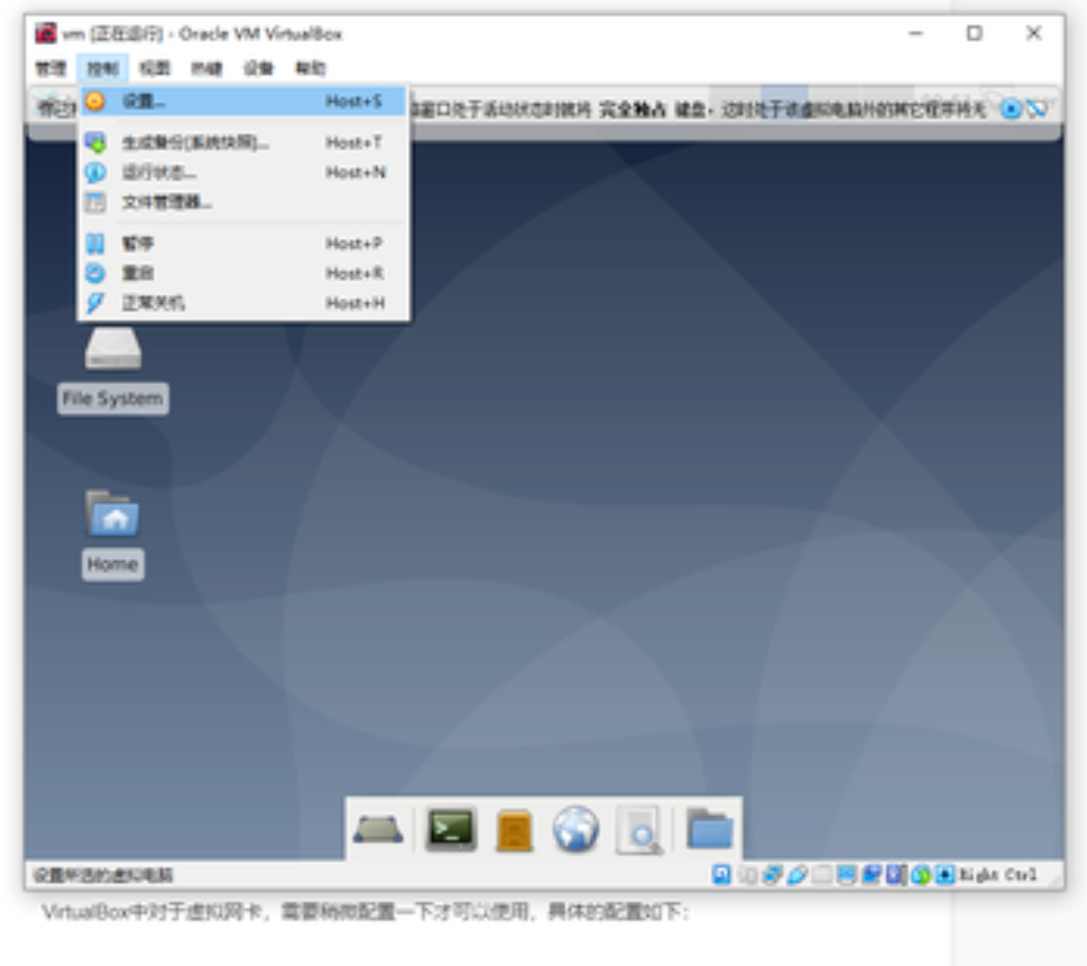 vm [正在运行] - Oracle VM VirtualBox
管理 控制 视图 热键 设备 帮助
窗口处于活动状态时就将 完全独占 键盘，这时处于该虚拟电脑外的其它程序将无
设置... Host+S
生成备份[系统快照]... Host+T
运行状态... Host+N
文件管理器...
暂停 Host+P
重启 Host+R
正常关机 Host+H
File System
Home
设置所选的虚拟电脑
Right Ctrl
VirtualBox中对于虚拟网卡，需要稍微配置一下才可以使用，具体的配置如下：